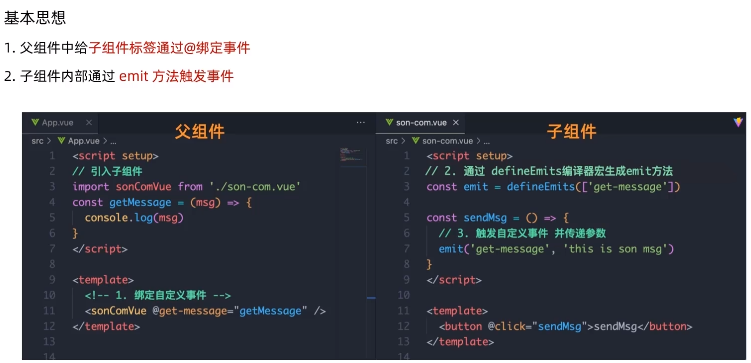 基本思想
1. 父组件中给子组件标签通过@绑定事件
2. 子组件内部通过 emit 方法触发事件
App.vue ×
···
父组件
src > App.vue > ...
1 <script setup>
2 // 引入子组件
3 import sonComVue from './son-com.vue'
4 const getMessage = (msg) => {
5 console.log(msg)
6 }
7 </script>
8
9 <template>
10 <!-- 1. 绑定自定义事件 -->
11 <sonComVue @get-message="getMessage" />
12 </template>
13
14
son-com.vue ×
子组件
src > son-com.vue > ...
1 <script setup>
2 // 2. 通过 defineEmits编译器宏生成emit方法
3 const emit = defineEmits(['get-message'])
4
5 const sendMsg = () => {
6 // 3. 触发自定义事件 并传递参数
7 emit('get-message', 'this is son msg')
8 }
9 </script>
10
11 <template>
12 <button @click="sendMsg">sendMsg</button>
13 </template>
14